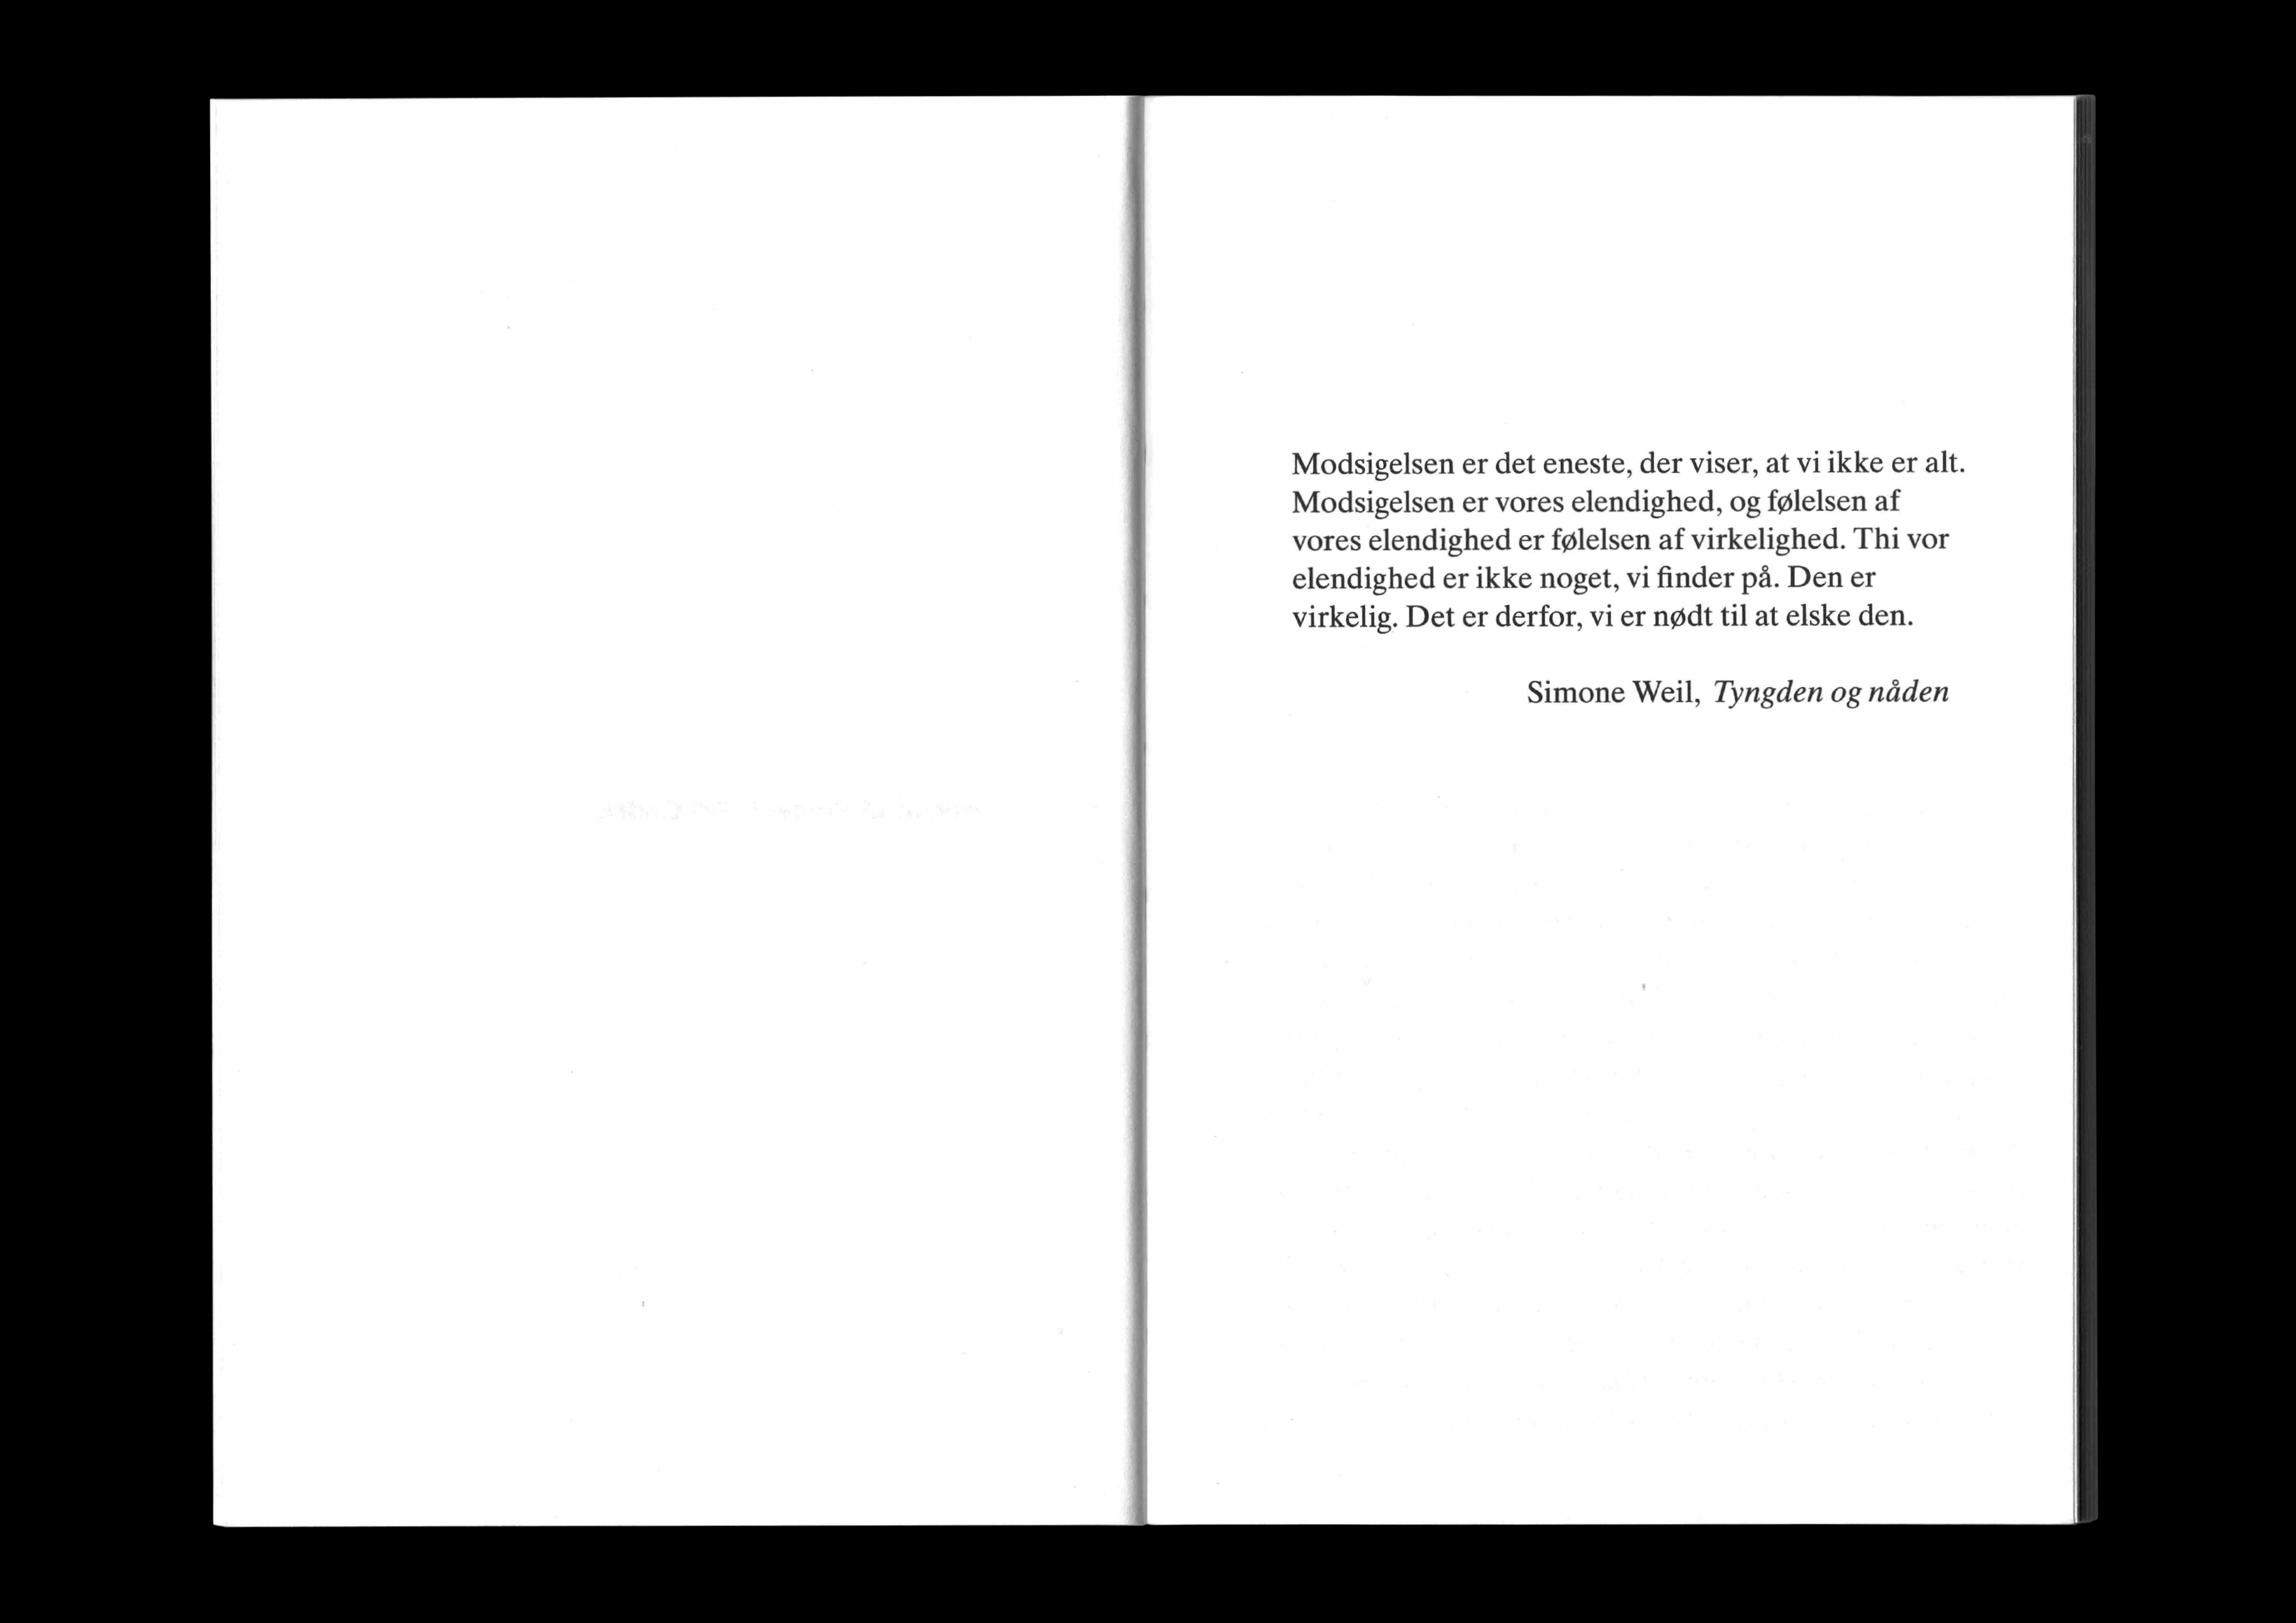 Modsigelsen er det eneste, der viser, at vi ikke er alt.
Modsigelsen er vores elendighed, og følelsen af
vores elendighed er følelsen af virkelighed. Thi vor
elendighed er ikke noget, vi finder på. Den er
virkelig. Det er derfor, vi er nødt til at elske den.
Simone Weil, Tyngden og nåden